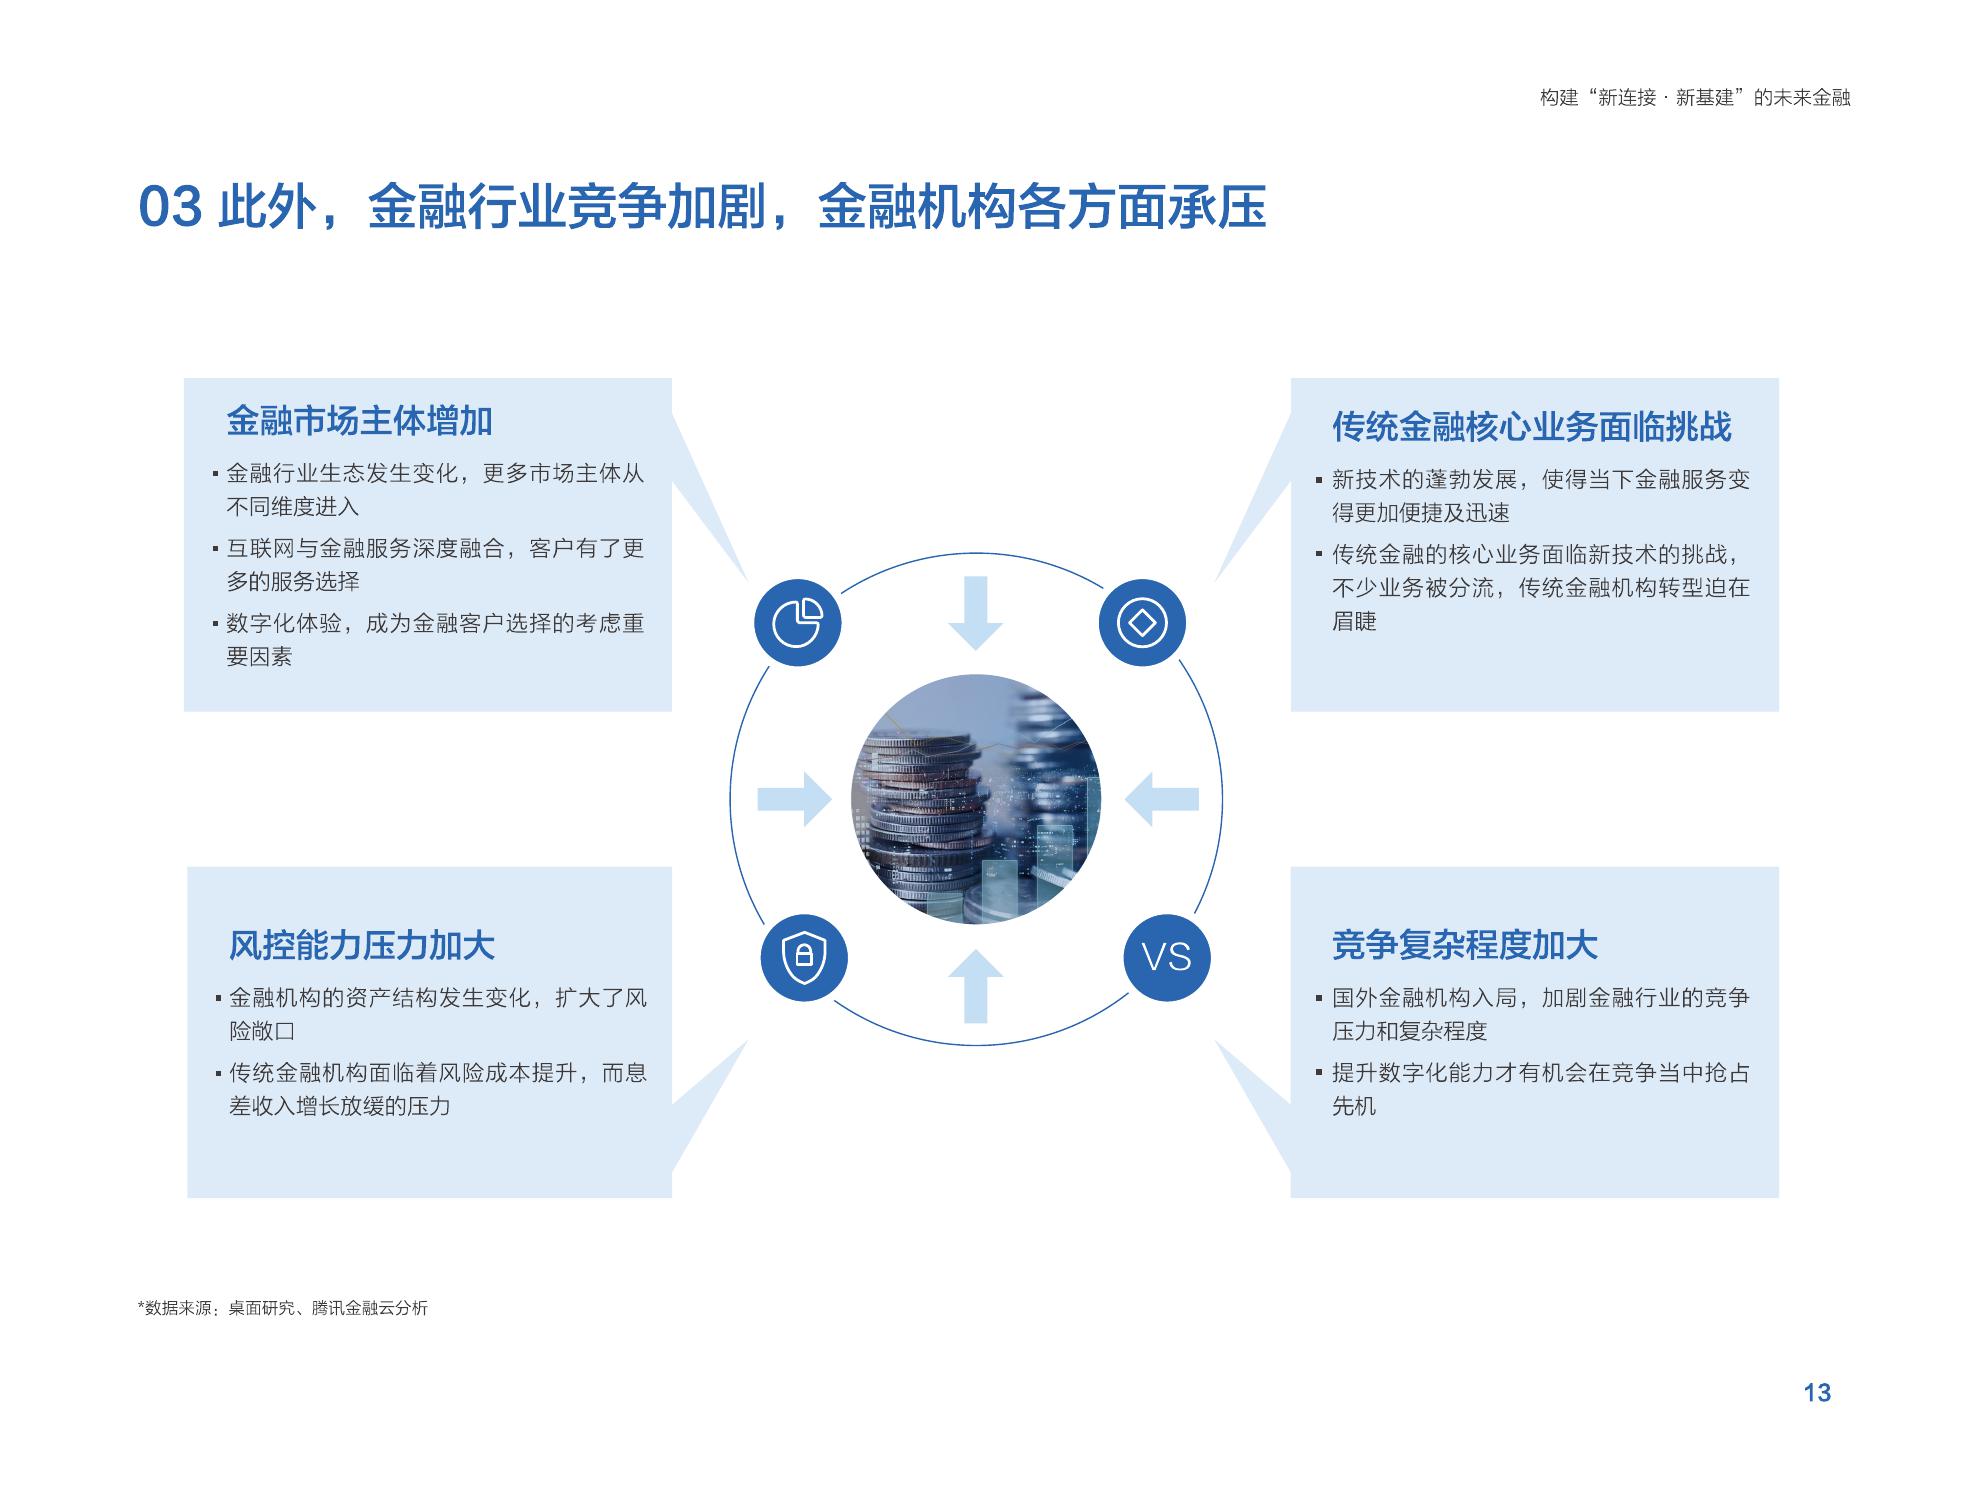 构建“新连接·新基建”的未来金融
03 此外，金融行业竞争加剧，金融机构各方面承压
金融市场主体增加
▪ 金融行业生态发生变化，更多市场主体从
不同维度进入
▪ 互联网与金融服务深度融合，客户有了更
多的服务选择
▪ 数字化体验，成为金融客户选择的考虑重
要因素
传统金融核心业务面临挑战
▪ 新技术的蓬勃发展，使得当下金融服务变
得更加便捷及迅速
▪ 传统金融的核心业务面临新技术的挑战，
不少业务被分流，传统金融机构转型迫在
眉睫
风控能力压力加大
▪ 金融机构的资产结构发生变化，扩大了风
险敞口
▪ 传统金融机构面临着风险成本提升，而息
差收入增长放缓的压力
VS
竞争复杂程度加大
▪ 国外金融机构入局，加剧金融行业的竞争
压力和复杂程度
▪ 提升数字化能力才有机会在竞争当中抢占
先机
*数据来源：桌面研究、腾讯金融云分析
13